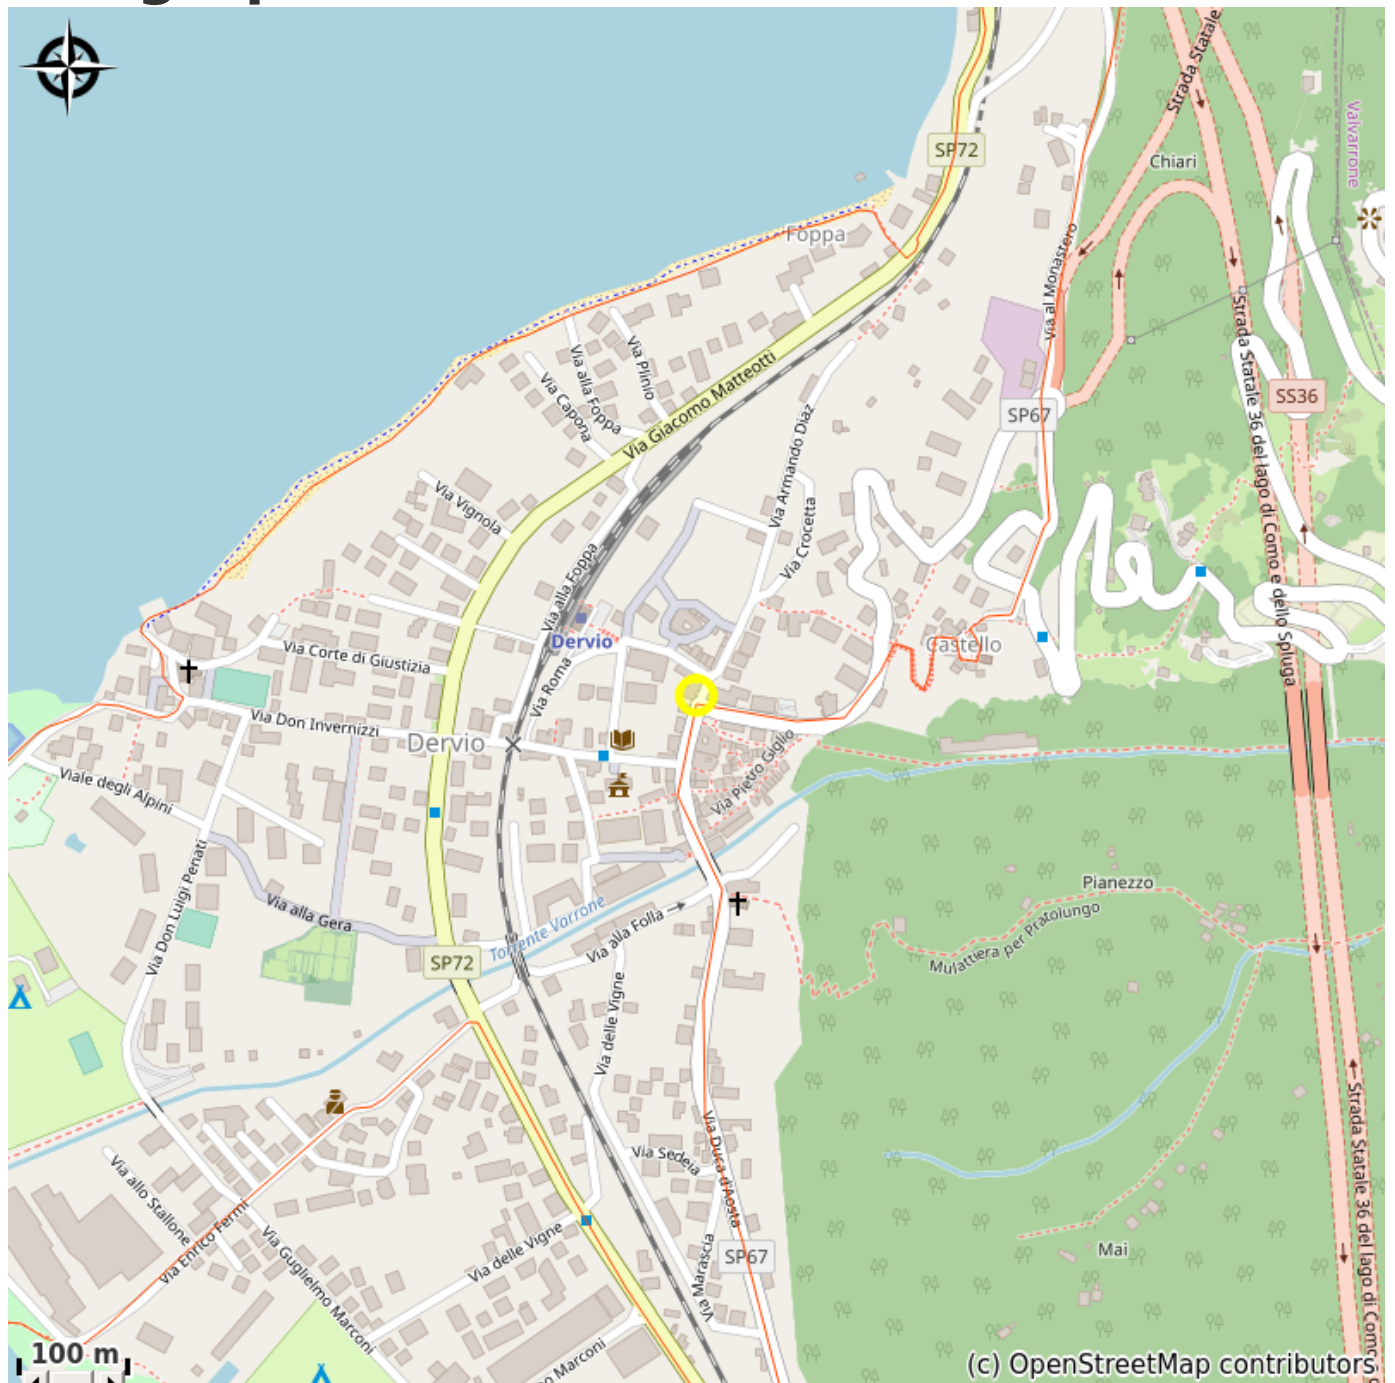 SP72
Valvarrone
Strada Statale
Chiari
Foppa
Via al Monastero
Via Plinio
Via alla Foppa
Via Capona
Via Giacomo Matteotti
Strada Statale 36 del lago di Como e dello Spluga
SS36
SP67
Via Armando Diaz
Via Vignola
Via Crocetta
Via alla Foppa
Dervio
Castello
Via Corte di Giustizia
Via Roma
Via Don Invernizzi
Dervio
Via Pietro Giglio
Viale degli Alpini
Via Don Luigi Penati
Pianezzo
Via alla Gera
Torrente Varrone
Via alla Folla
Mulattiera per Pratolungo
SP72
Via delle Vigne
Via Sedeia
Via Duca d'Aosta
Strada Statale 36 del lago di Como
Via allo Stallone
Via Enrico Fermi
Via Guglielmo Marconi
Via delle Vigne
Via Marascia
SP67
Mai
o Marconi
100 m
(c) OpenStreetMap contributors